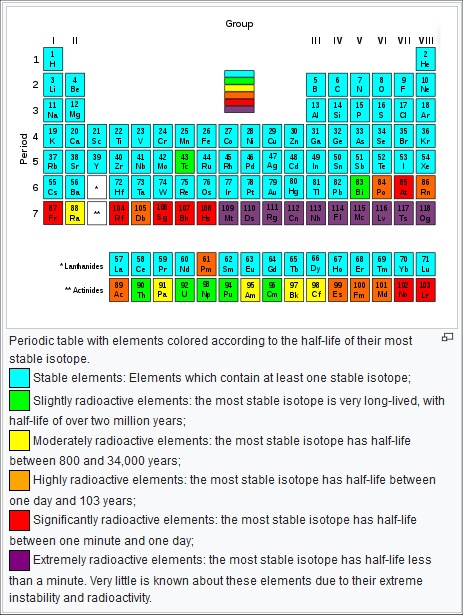 Group
I II III IV V VI VII VIII
1 2
1 H He
3 4 5 6 7 8 9 10
2 Li Be B C N O F Ne
11 12 13 14 15 16 17 18
3 Na Mg Al Si P S Cl Ar
Period
19 20 21 22 23 24 25 26 27 28 29 30 31 32 33 34 35 36
4 K Ca Sc Ti V Cr Mn Fe Co Ni Cu Zn Ga Ge As Se Br Kr
37 38 39 40 41 42 43 44 45 46 47 48 49 50 51 52 53 54
5 Rb Sr Y Zr Nb Mo Tc Ru Rh Pd Ag Cd In Sn Sb Te I Xe
55 56 * 72 73 74 75 76 77 78 79 80 81 82 83 84 85 86
6 Cs Ba Hf Ta W Re Os Ir Pt Au Hg Tl Pb Bi Po At Rn
87 88 ** 104 105 106 107 108 109 110 111 112 113 114 115 116 117 118
7 Fr Ra Rf Db Sg Bh Hs Mt Ds Rg Cn Nh Fl Mc Lv Ts Og
57 58 59 60 61 62 63 64 65 66 67 68 69 70 71
* Lanthanides La Ce Pr Nd Pm Sm Eu Gd Tb Dy Ho Er Tm Yb Lu
89 90 91 92 93 94 95 96 97 98 99 100 101 102 103
** Actinides Ac Th Pa U Np Pu Am Cm Bk Cf Es Fm Md No Lr
Periodic table with elements colored according to the half-life of their most
stable isotope.
Stable elements: Elements which contain at least one stable isotope;
Slightly radioactive elements: the most stable isotope is very long-lived, with
half-life of over two million years;
Moderately radioactive elements: the most stable isotope has half-life
between 800 and 34,000 years;
Highly radioactive elements: the most stable isotope has half-life between
one day and 103 years;
Significantly radioactive elements: the most stable isotope has half-life
between one minute and one day;
Extremely radioactive elements: the most stable isotope has half-life less
than a minute. Very little is known about these elements due to their extreme
instability and radioactivity.